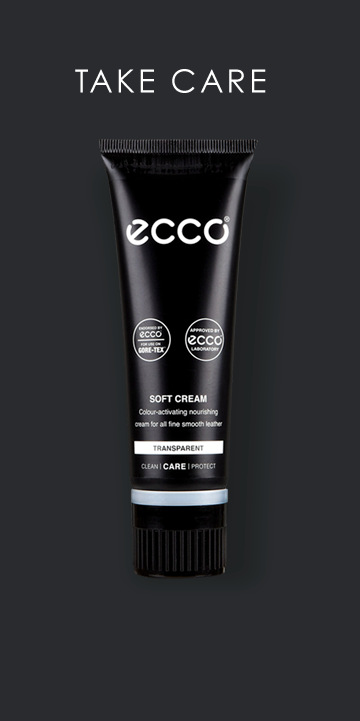 TAKE CARE
ecco®
ENDORSED BY
ecco
FOR USE ON
GORE-TEX
APPROVED BY
ecco
LABORATORY
SOFT CREAM
Colour-activating nourishing
cream for all fine smooth leather
TRANSPARENT
CLEAN | CARE | PROTECT